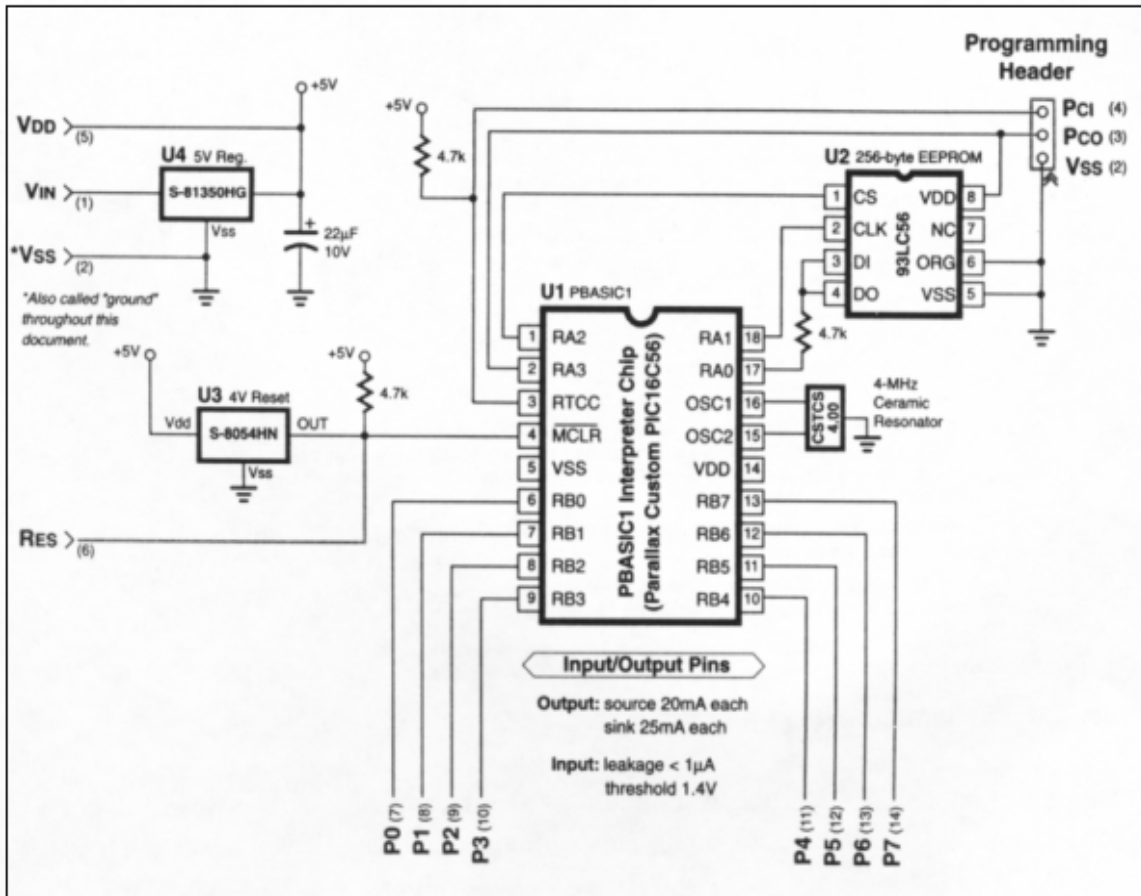 Programming
Header
+5V
VDD
(5)
U4 5V Reg.
S-81350HG
Vss
VIN
(1)
*VSS
(2)
22µF
10V
+
"Also called "ground"
throughout this
document.
+5V
4.7k
PCI (4)
PCO (3)
VSS (2)
U2 256-byte EEPROM
93LC56
1 CS
2 CLK
3 DI
4 DO
VDD 8
NC 7
ORG 6
VSS 5
4.7k
+5V
+5V
4.7k
U3 4V Reset
Vdd
S-8054HN
OUT
Vss
RES
(6)
U1 PBASIC1
PBASIC1 Interpreter Chip
(Parallax Custom PIC16C56)
1 RA2
2 RA3
3 RTCC
4 MCLR
5 VSS
6 RB0
7 RB1
8 RB2
9 RB3
RA1 18
RA0 17
OSC1 16
OSC2 15
VDD 14
RB7 13
RB6 12
RB5 11
RB4 10
CSTCS
4.00
4-MHz
Ceramic
Resonator
Input/Output Pins
Output: source 20mA each
sink 25mA each
Input: leakage < 1µA
threshold 1.4V
P0 (7)
P1 (8)
P2 (9)
P3 (10)
P4 (11)
P5 (12)
P6 (13)
P7 (14)